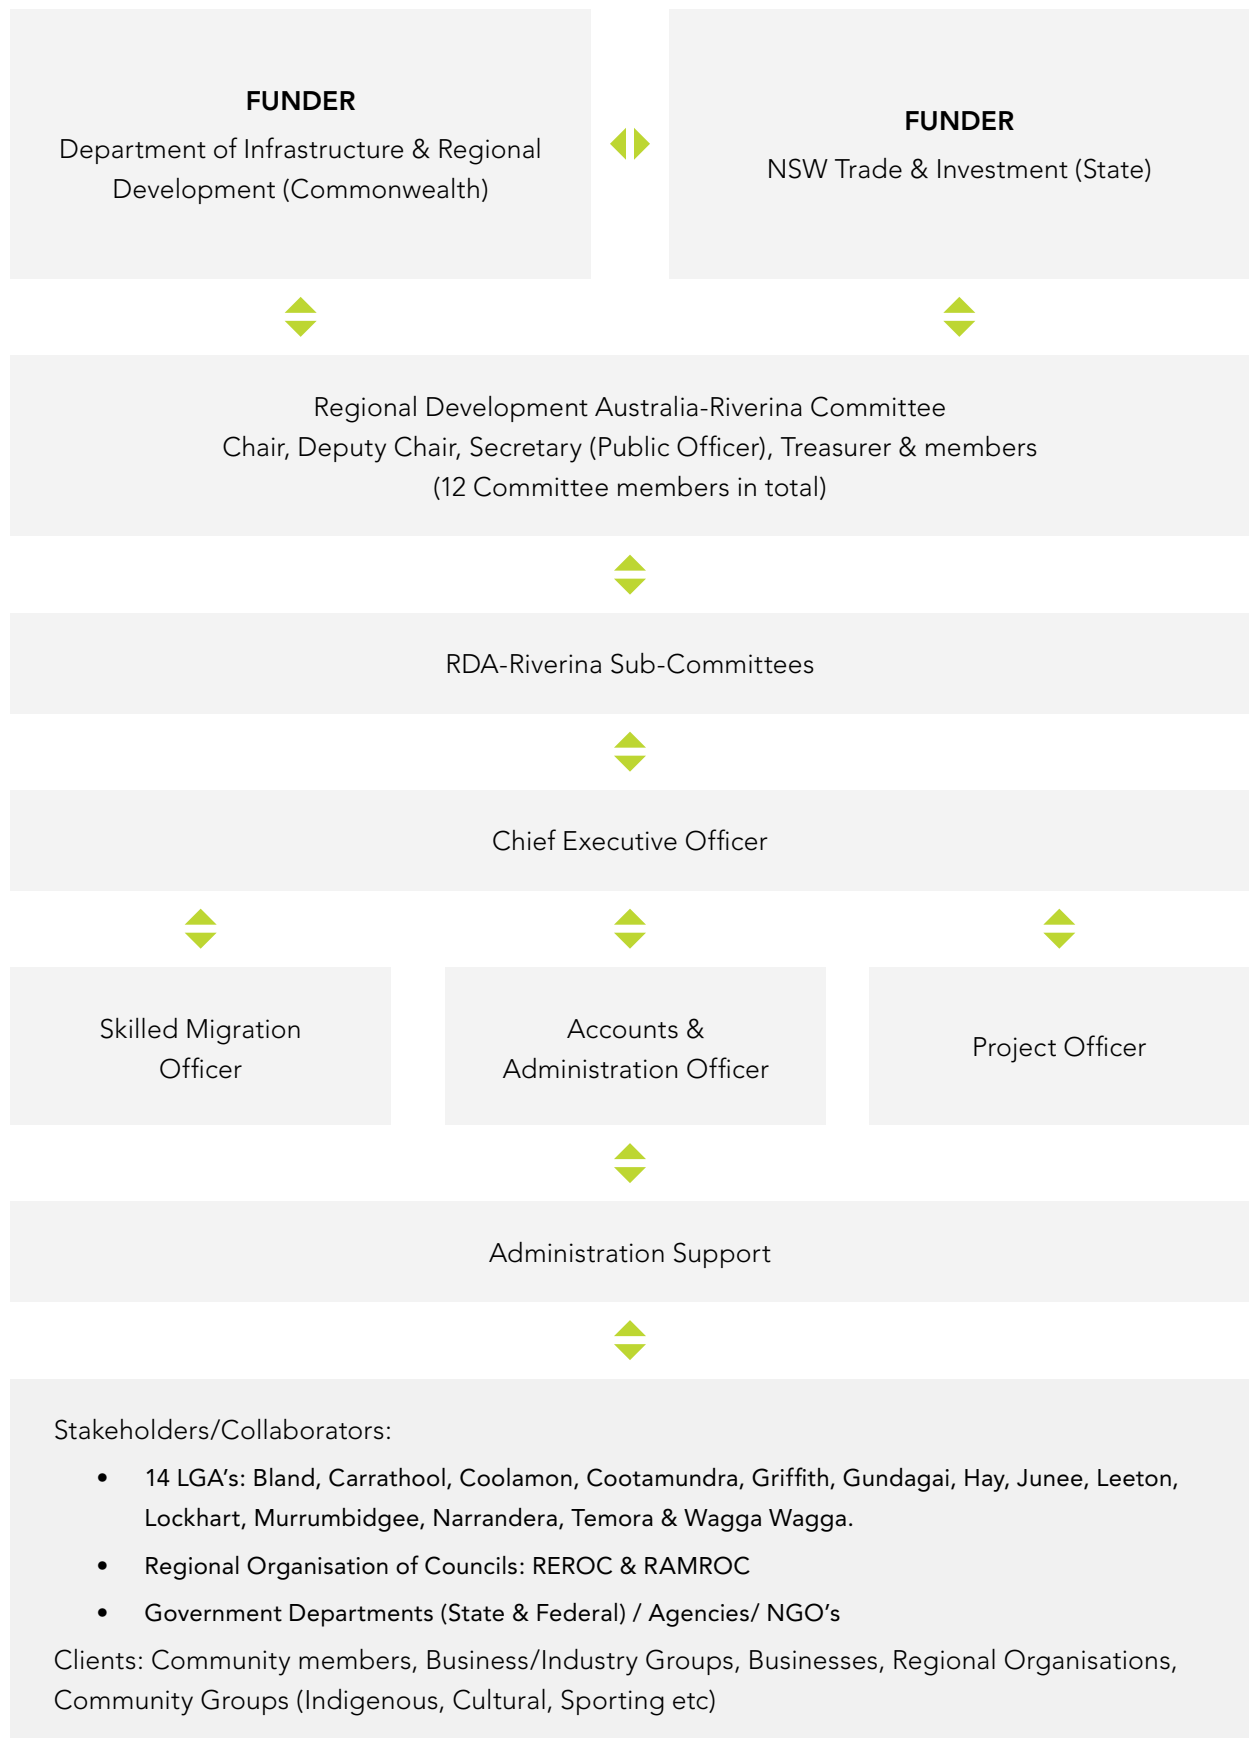 FUNDER
Department of Infrastructure & Regional
Development (Commonwealth)
FUNDER
NSW Trade & Investment (State)
Regional Development Australia-Riverina Committee
Chair, Deputy Chair, Secretary (Public Officer), Treasurer & members
(12 Committee members in total)
RDA-Riverina Sub-Committees
Chief Executive Officer
Skilled Migration
Officer
Accounts &
Administration Officer
Project Officer
Administration Support
Stakeholders/Collaborators:
• 14 LGA's: Bland, Carrathool, Coolamon, Cootamundra, Griffith, Gundagai, Hay, Junee, Leeton,
Lockhart, Murrumbidgee, Narrandera, Temora & Wagga Wagga.
• Regional Organisation of Councils: REROC & RAMROC
• Government Departments (State & Federal) / Agencies/ NGO’s
Clients: Community members, Business/Industry Groups, Businesses, Regional Organisations,
Community Groups (Indigenous, Cultural, Sporting etc)